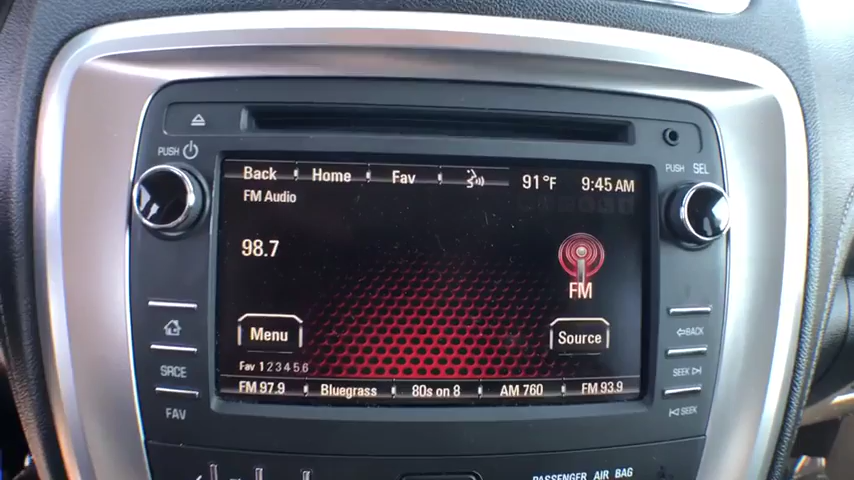 PUSH
PUSH SEL
Back Home Fav 91°F 9:45 AM
FM Audio
98.7
FM
Menu
Source
Fav 1 2 3 4 5 6
FM 97.9 Bluegrass 80s on 8 AM 760 FM 93.9
SRCE
FAV
BACK
SEEK
SEEK
PASSENGER AIR BAG